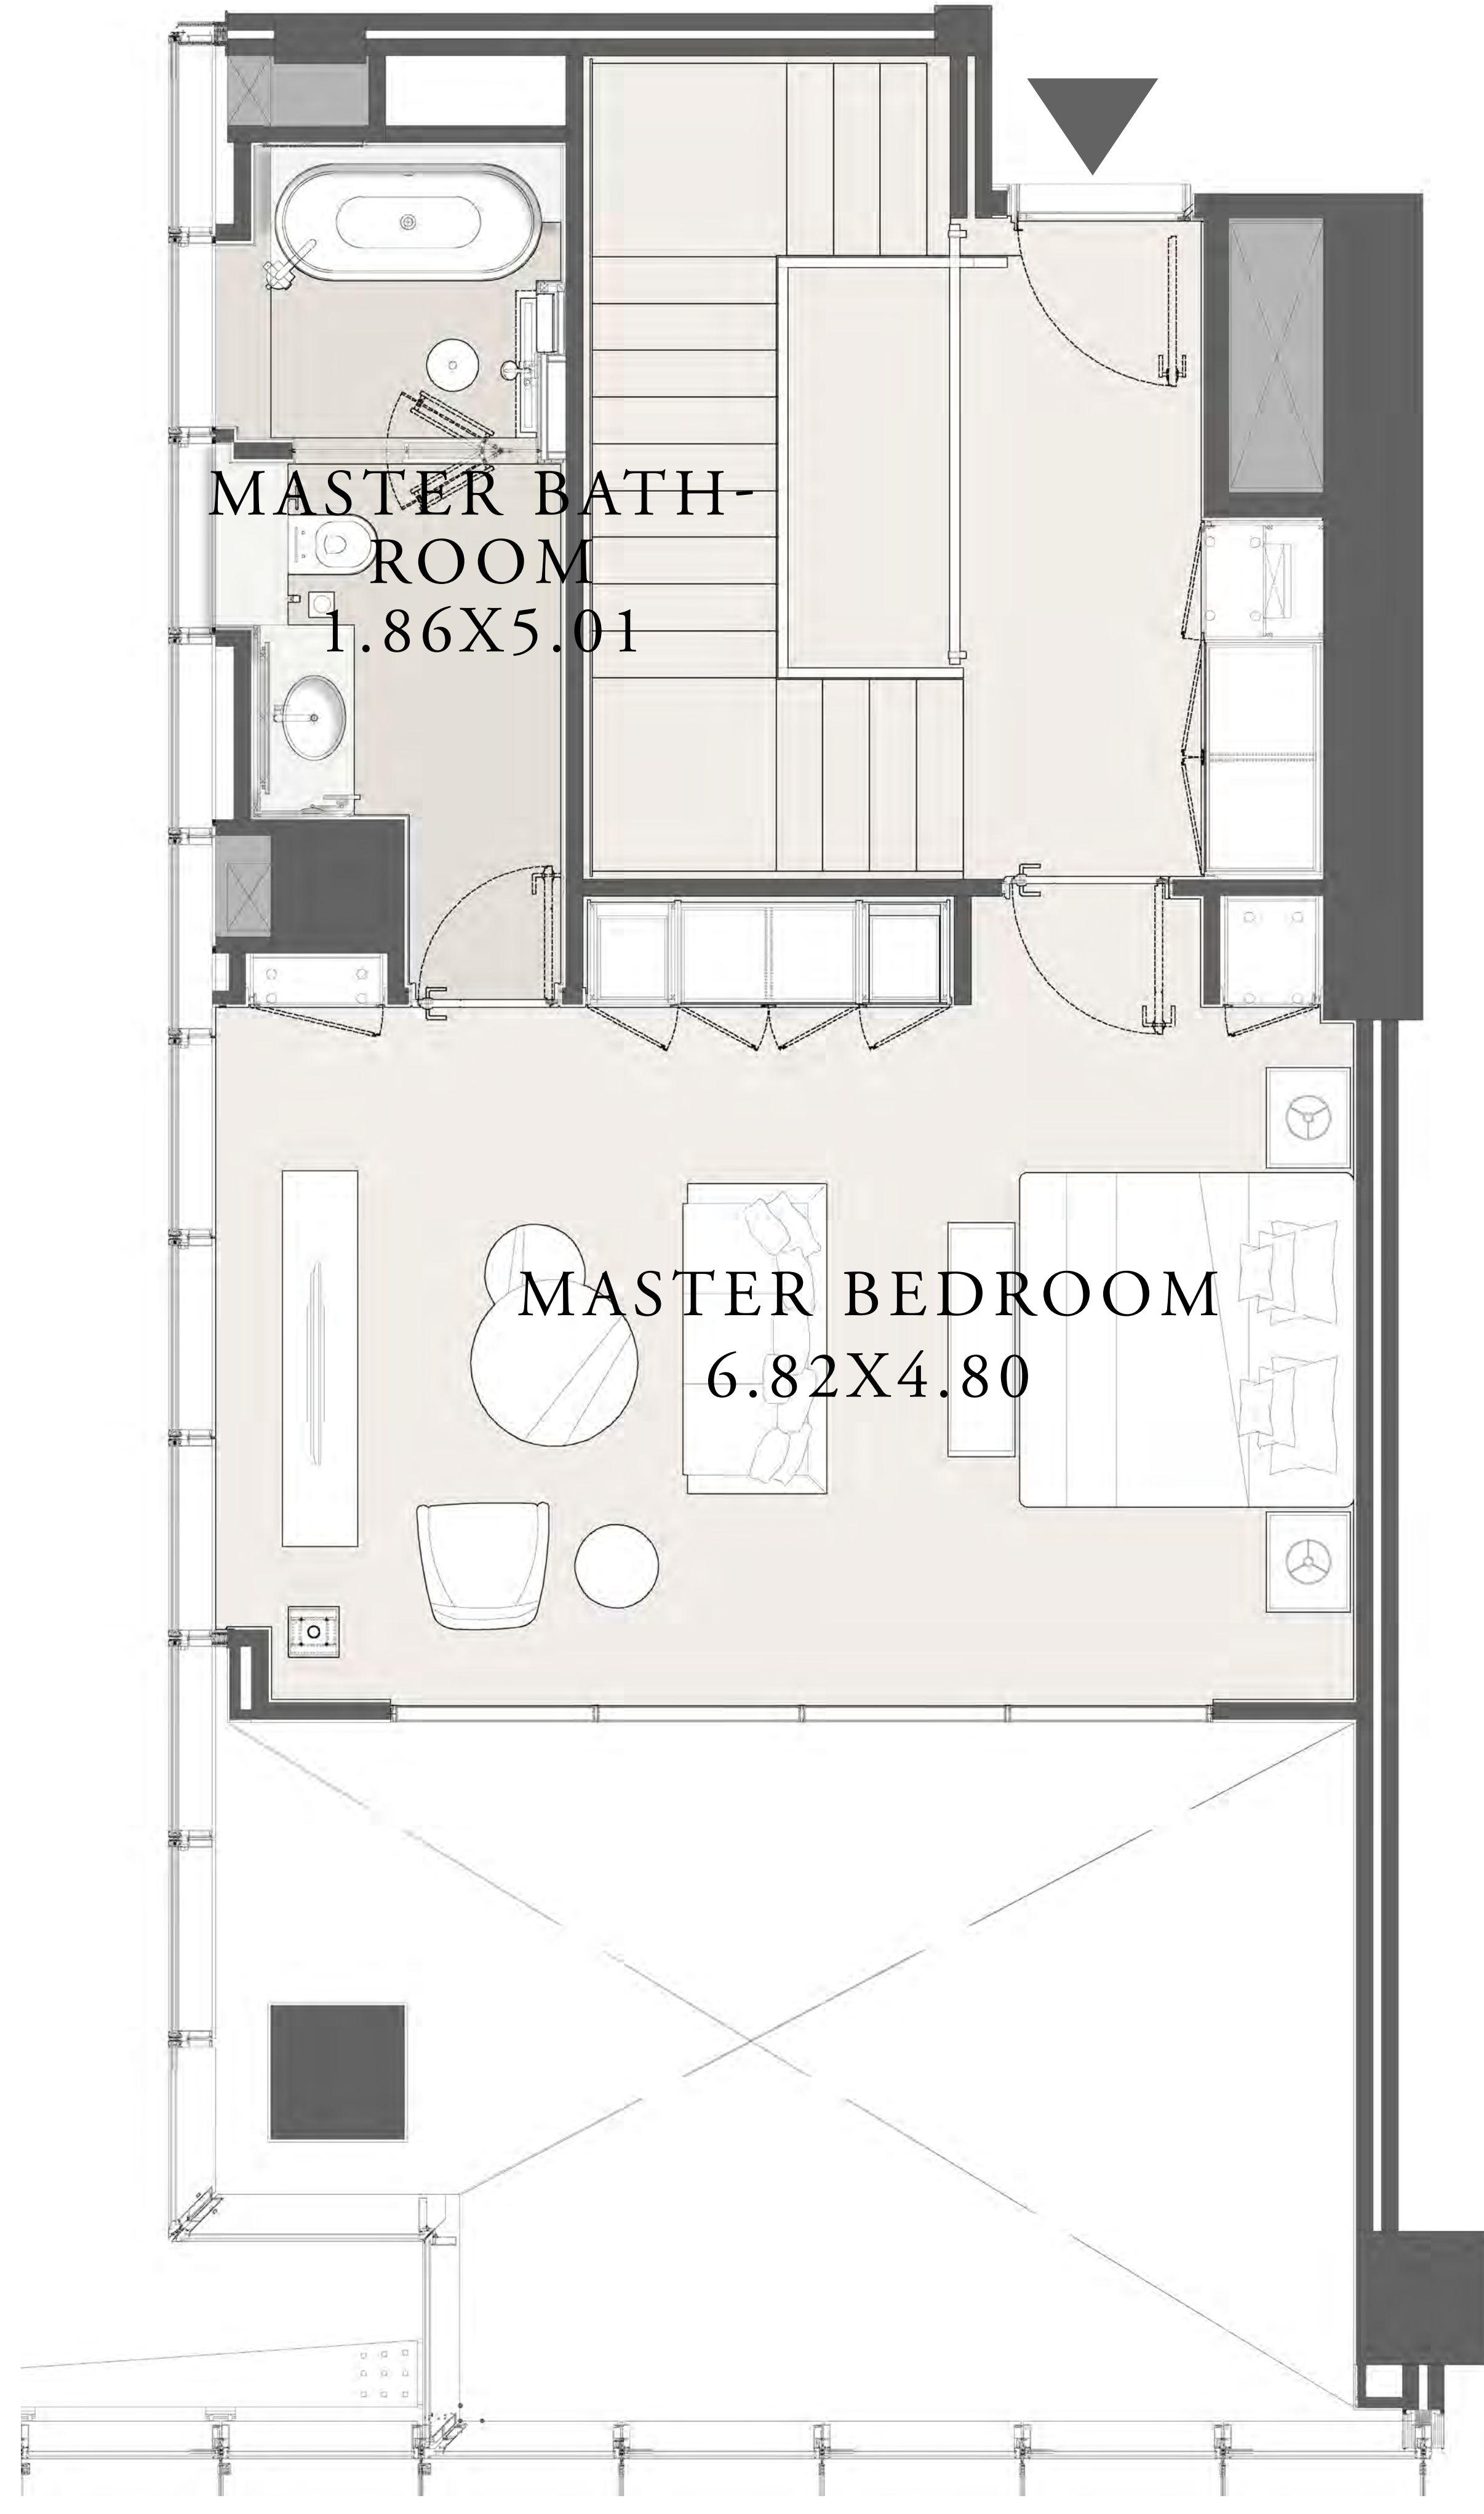 MASTER BATH-
ROOM
1.86X5.01
MASTER BEDROOM
6.82X4.80